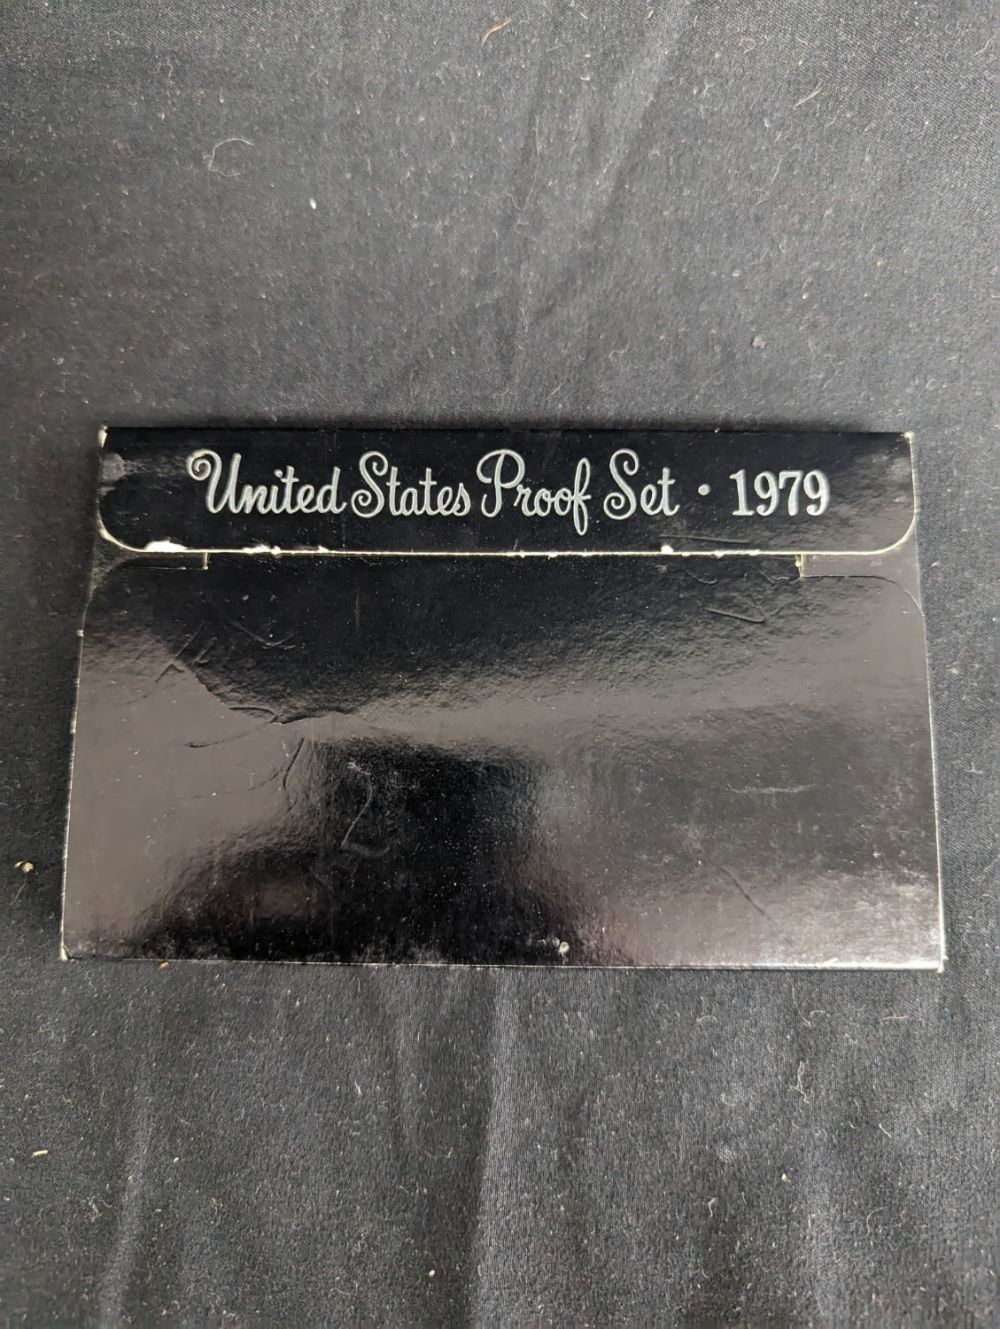 United States Proof Set · 1979